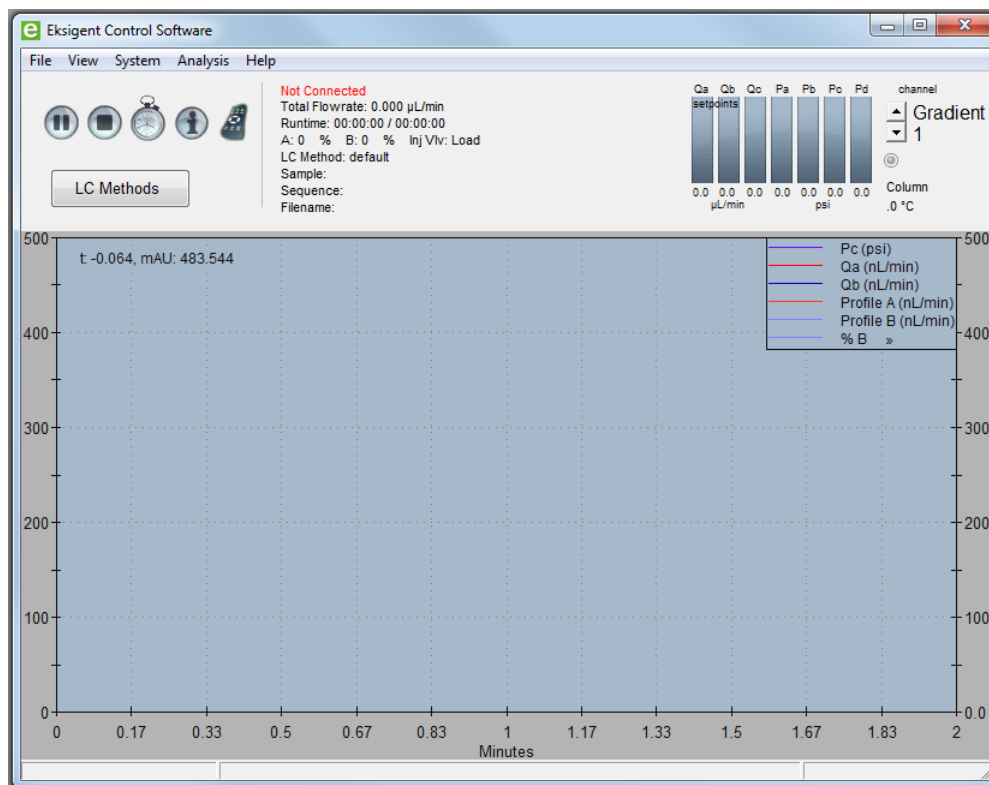 Eksigent Control Software
File View System Analysis Help
Not Connected
Total Flowrate: 0.000 µL/min
Runtime: 00:00:00 / 00:00:00
A: 0 % B: 0 % Inj Vlv: Load
LC Method: default
Sample:
Sequence:
Filename:
LC Methods
Qa Qb Qc Pa Pb Pc Pd
setpoints
0.0 0.0 0.0 0.0 0.0 0.0 0.0
µL/min psi
channel
Gradient
1
Column
.0 °C
t: -0.064, mAU: 483.544
Pc (psi)
Qa (nL/min)
Qb (nL/min)
Profile A (nL/min)
Profile B (nL/min)
% B »
500 500
400 400
300 300
200 200
100 100
0 0.0
0 0.17 0.33 0.5 0.67 0.83 1 1.17 1.33 1.5 1.67 1.83 2
Minutes